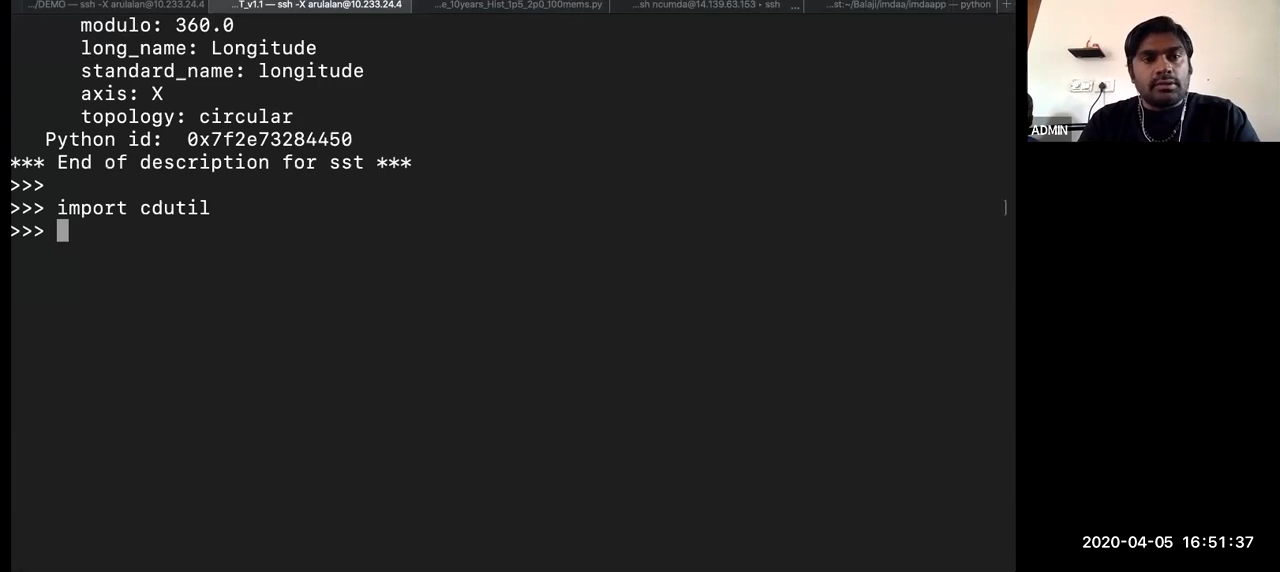 .../DEMO — ssh -X arulalan@10.233.24.4
...T_v1.1 — ssh -X arulalan@10.233.24.4
...e_10years_Hist_1p5_2p0_100mems.py
...sh ncumda@14.139.63.153 ▸ ssh
...
...st:~/Balaji/imdaa/imdaapp — python
+
modulo: 360.0
long_name: Longitude
standard_name: longitude
axis: X
topology: circular
Python id:  0x7f2e73284450
*** End of description for sst ***
>>>
>>> import cdutil
>>>
ADMIN
2020-04-05 16:51:37